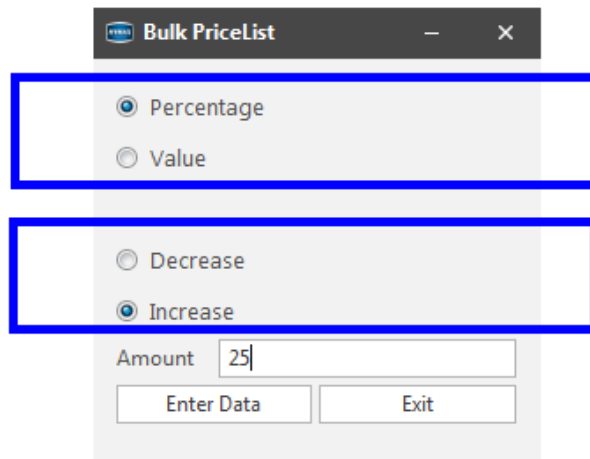 Bulk PriceList
Percentage
Value
Decrease
Increase
Amount 25
Enter Data Exit